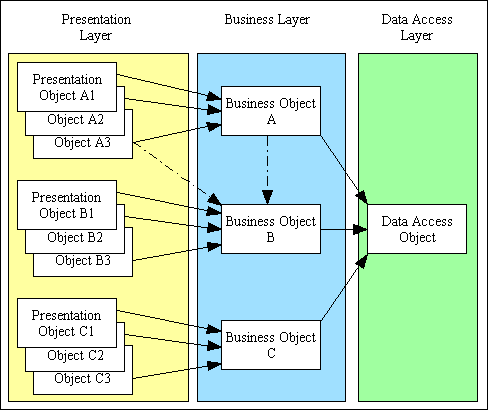 Presentation
Layer
Business Layer
Data Access
Layer
Presentation
Object A1
Object A2
Object A3
Business Object
A
Presentation
Object B1
Object B2
Object B3
Business Object
B
Data Access
Object
Presentation
Object C1
Object C2
Object C3
Business Object
C